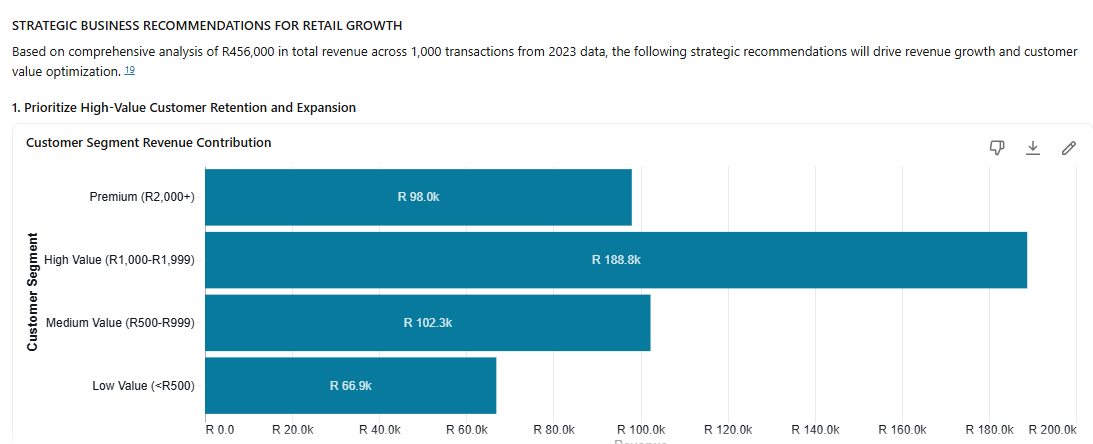 STRATEGIC BUSINESS RECOMMENDATIONS FOR RETAIL GROWTH
Based on comprehensive analysis of R456,000 in total revenue across 1,000 transactions from 2023 data, the following strategic recommendations will drive revenue growth and customer
value optimization. 19
1. Prioritize High-Value Customer Retention and Expansion
Customer Segment Revenue Contribution
Customer Segment
Premium (R2,000+)
R 98.0k
High Value (R1,000-R1,999)
R 188.8k
Medium Value (R500-R999)
R 102.3k
Low Value (<R500)
R 66.9k
R 0.0 R 20.0k R 40.0k R 60.0k R 80.0k R 100.0k R 120.0k R 140.0k R 160.0k R 180.0k R 200.0k